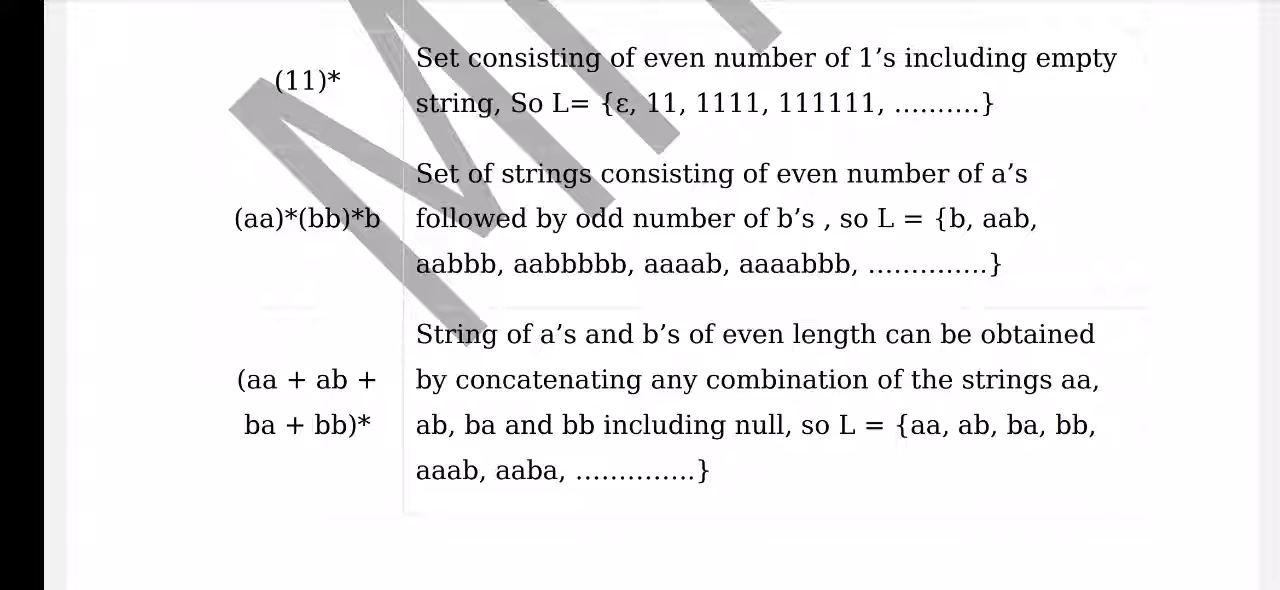 (11)*
Set consisting of even number of 1’s including empty
string, So L= {ε, 11, 1111, 111111, ……….}
(aa)*(bb)*b
Set of strings consisting of even number of a’s
followed by odd number of b’s , so L = {b, aab,
aabbb, aabbbbb, aaaab, aaaabbb, …………..}
(aa + ab +
ba + bb)*
String of a’s and b’s of even length can be obtained
by concatenating any combination of the strings aa,
ab, ba and bb including null, so L = {aa, ab, ba, bb,
aaab, aaba, …………..}